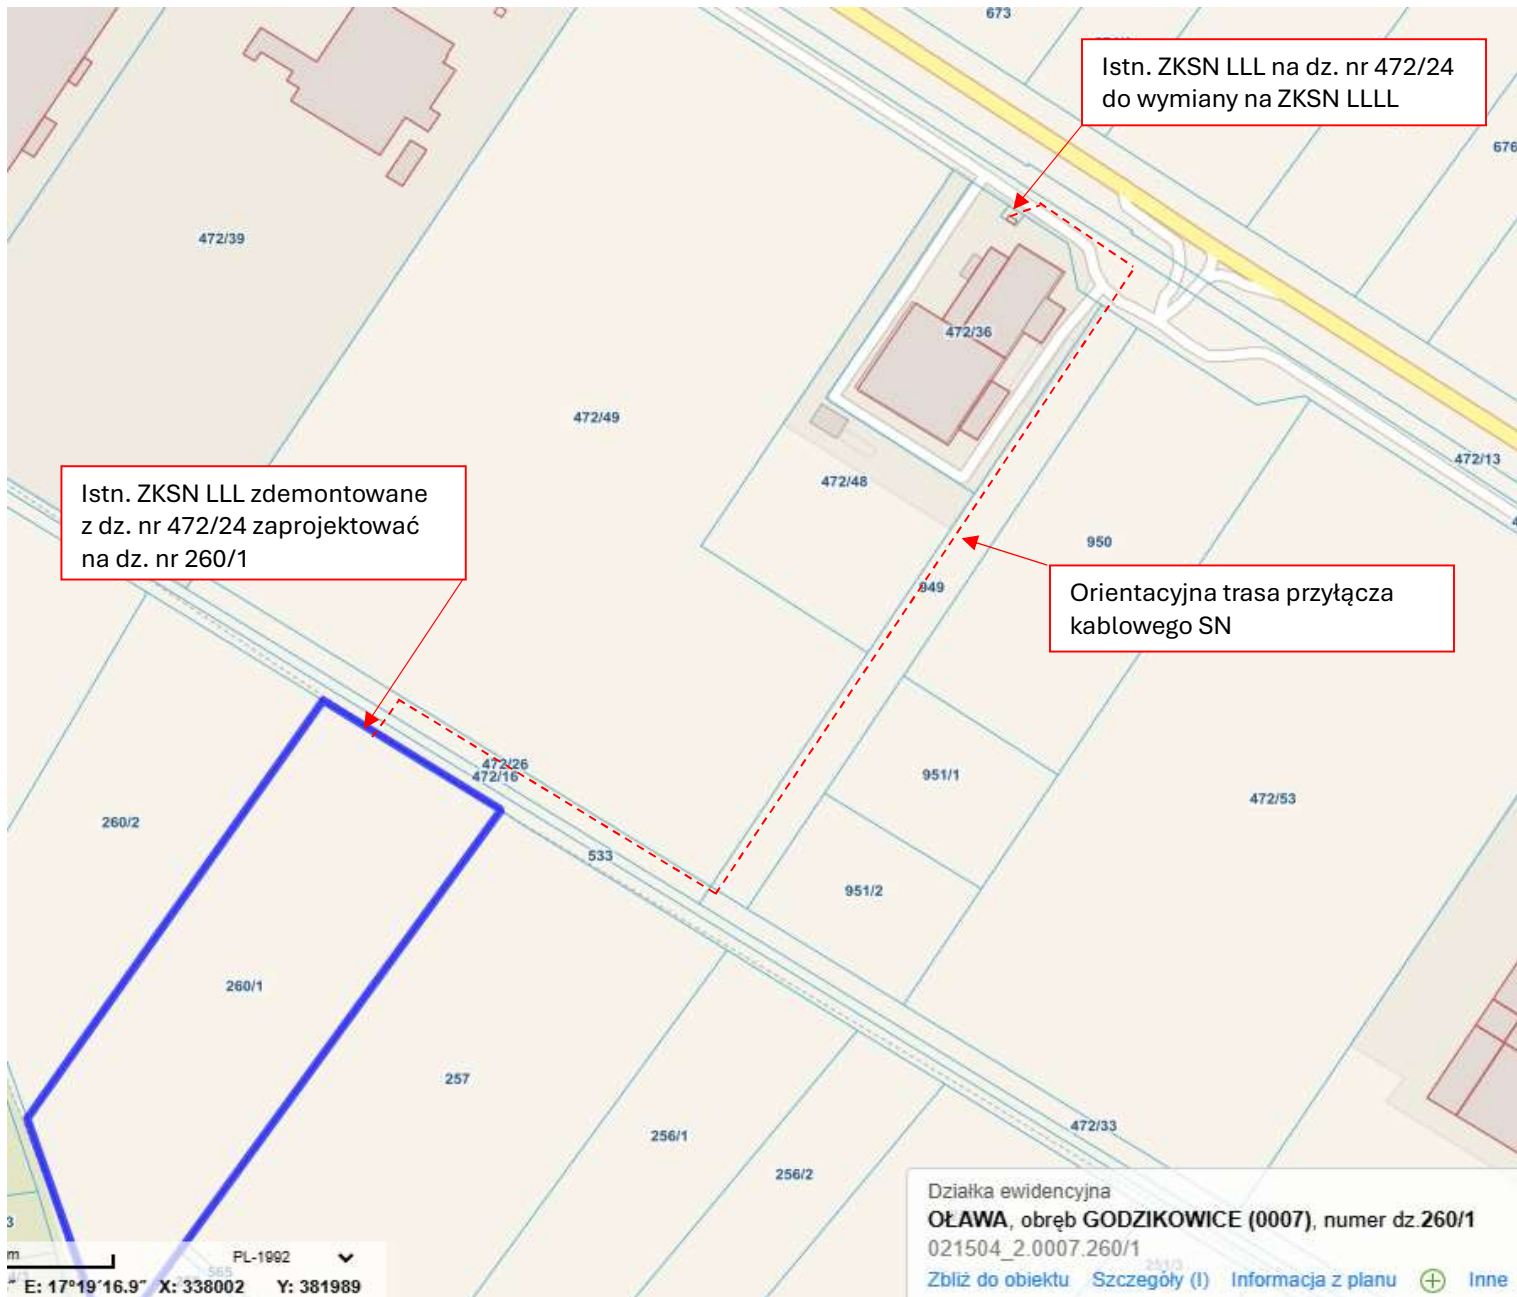 673
Istn. ZKSN LLL na dz. nr 472/24
do wymiany na ZKSN LLLL
676
472/39
472/36
472/49
472/13
472/48
Istn. ZKSN LLL zdemontowane
z dz. nr 472/24 zaprojektować
na dz. nr 260/1
950
949
Orientacyjna trasa przyłącza
kablowego SN
472/26
472/16
951/1
472/53
260/2
533
951/2
260/1
257
472/33
256/1
256/2
Działka ewidencyjna
OŁAWA, obręb GODZIKOWICE (0007), numer dz.260/1
021504_2.0007.260/1
Zbliż do obiektu Szczegóły (I) Informacja z planu Inne
3
m
PL-1992
565
E: 17°19'16.9" X: 338002 Y: 381989